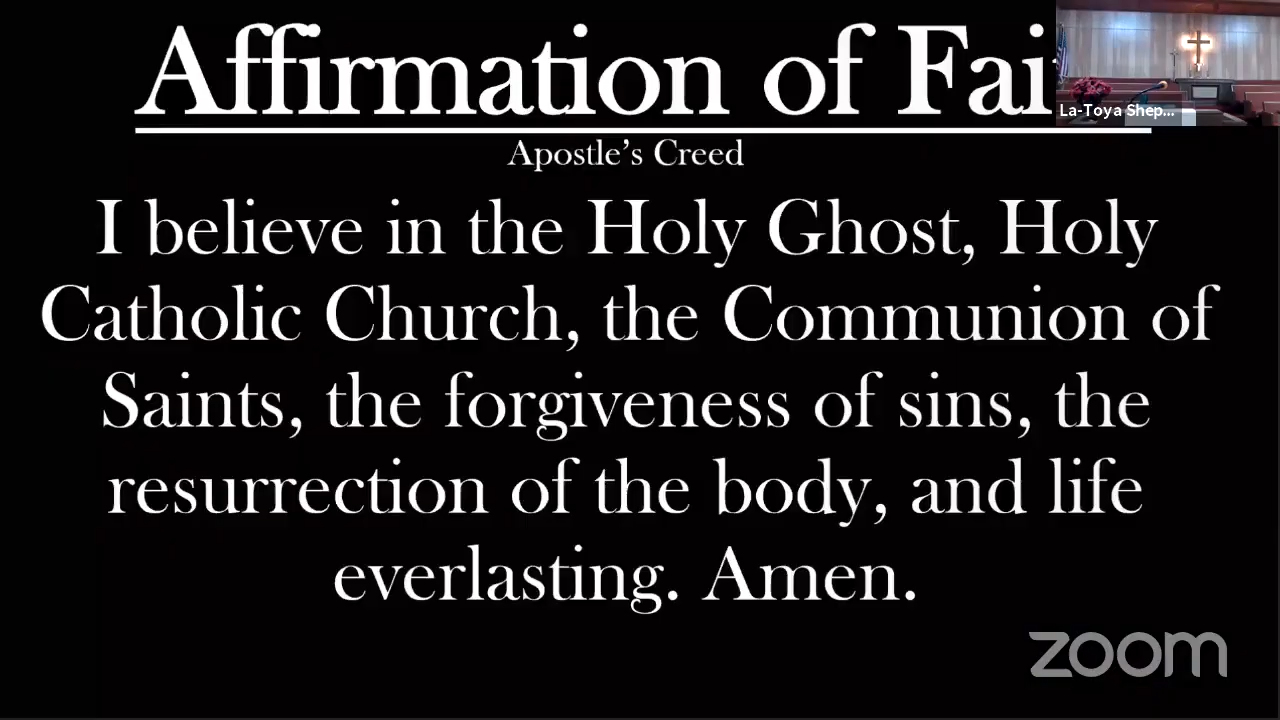 Affirmation of Fai
La-Toya Shep...
Apostle's Creed
I believe in the Holy Ghost, Holy
Catholic Church, the Communion of
Saints, the forgiveness of sins, the
resurrection of the body, and life
everlasting. Amen.
zoom